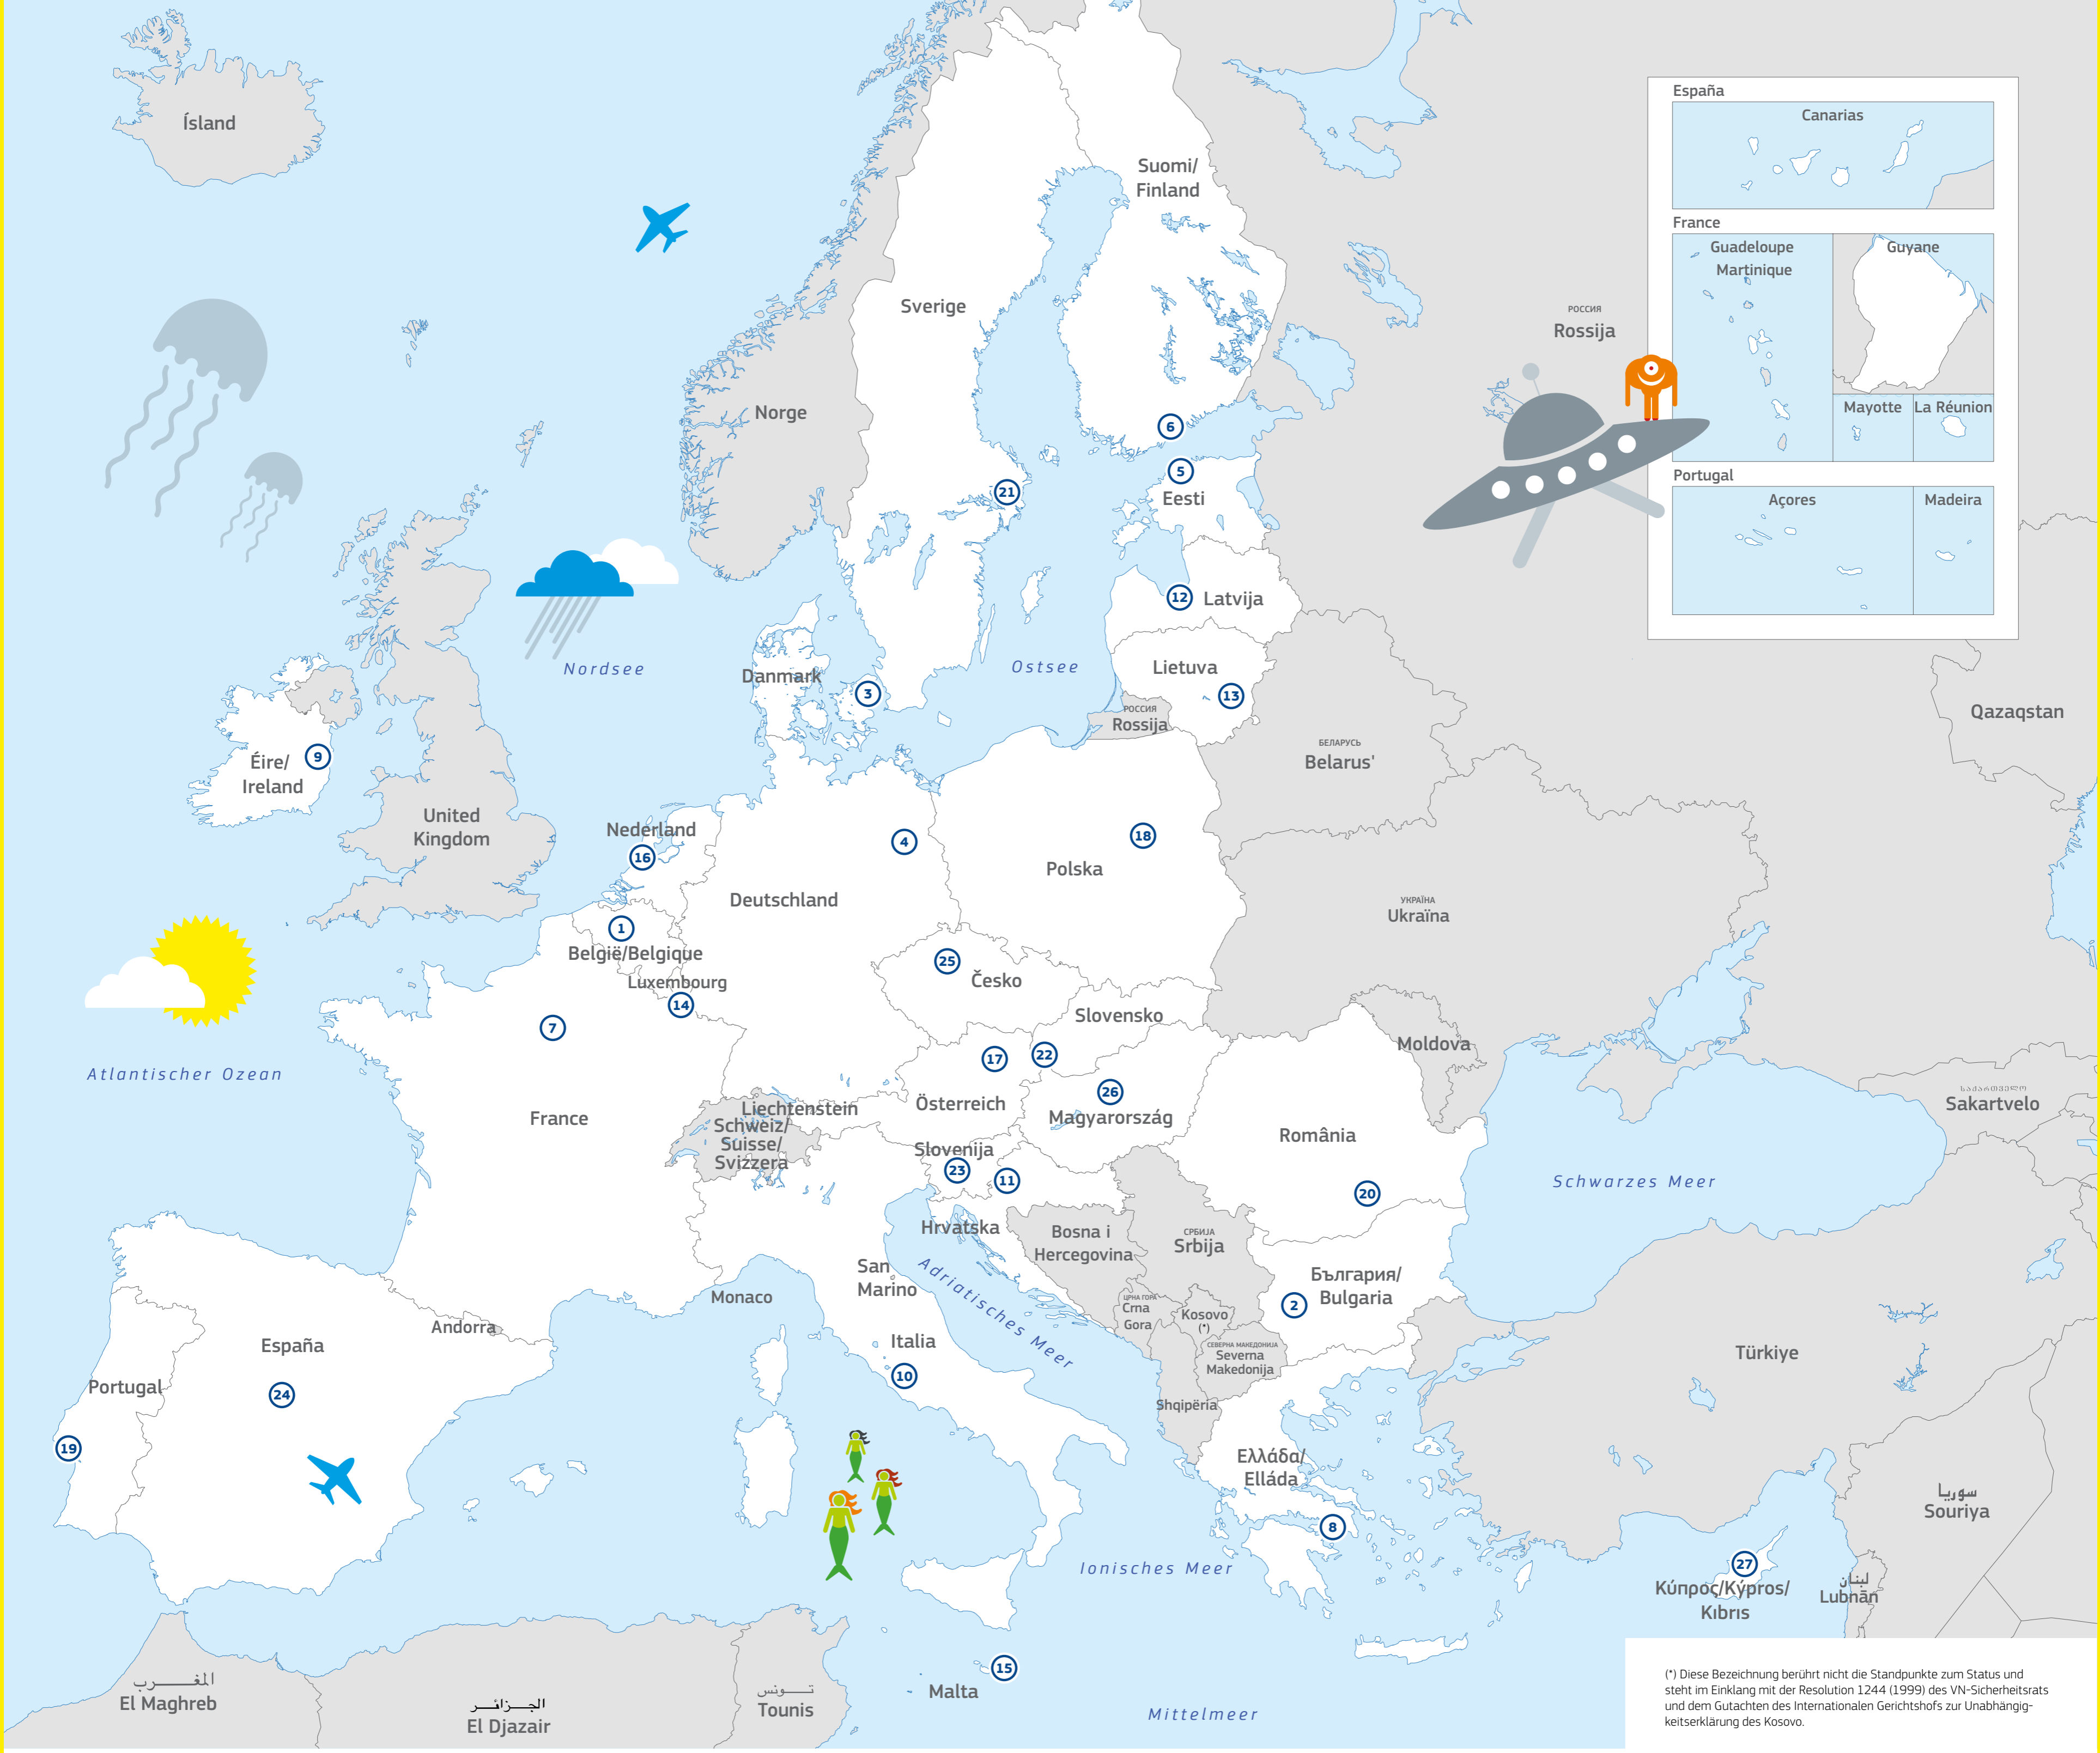 Ísland
Suomi/
Finland
Sverige
Norge
РОССИЯ
Rossija
España
Canarias
France
Guadeloupe
Martinique
Guyane
Mayotte
La Réunion
Portugal
Açores
Madeira
6
5
Eesti
21
12
Latvija
Lietuva
13
РОССИЯ
Rossija
Nordsee
Ostsee
Danmark
3
Éire/
Ireland
9
United
Kingdom
БЕЛАРУСЬ
Belarus'
Qazaqstan
Nederland
16
4
18
Polska
Deutschland
УКРАЇНА
Ukraïna
1
België/Belgique
Luxembourg
14
25
Česko
Slovensko
7
17
22
26
Moldova
Atlantischer Ozean
France
Liechtenstein
Schweiz/
Suisse/
Svizzera
Österreich
Magyarország
România
საქართველო
Sakartvelo
Slovenija
23
11
20
Schwarzes Meer
Hrvatska
Bosna i
Hercegovina
СРБИЈА
Srbija
San
Marino
Adriatisches Meer
Monaco
ЦРНА ГОРА
Crna
Gora
Kosovo
(*)
2
България/
Bulgaria
Andorra
España
Italia
10
СЕВЕРНА МАКЕДОНИЈА
Severna
Makedonija
Türkiye
Portugal
24
19
Shqipëria
Ελλάδα/
Elláda
8
Ionisches Meer
سوريا
Souriya
27
Κύπρος/Kýpros/
Kıbrıs
لبنان
Lubnān
15
Malta
Mittelmeer
المغرب
El Maghreb
الجزائر
El Djazair
تونس
Tounis
(*) Diese Bezeichnung berührt nicht die Standpunkte zum Status und
steht im Einklang mit der Resolution 1244 (1999) des VN-Sicherheitsrats
und dem Gutachten des Internationalen Gerichtshofs zur Unabhängig-
keitserklärung des Kosovo.